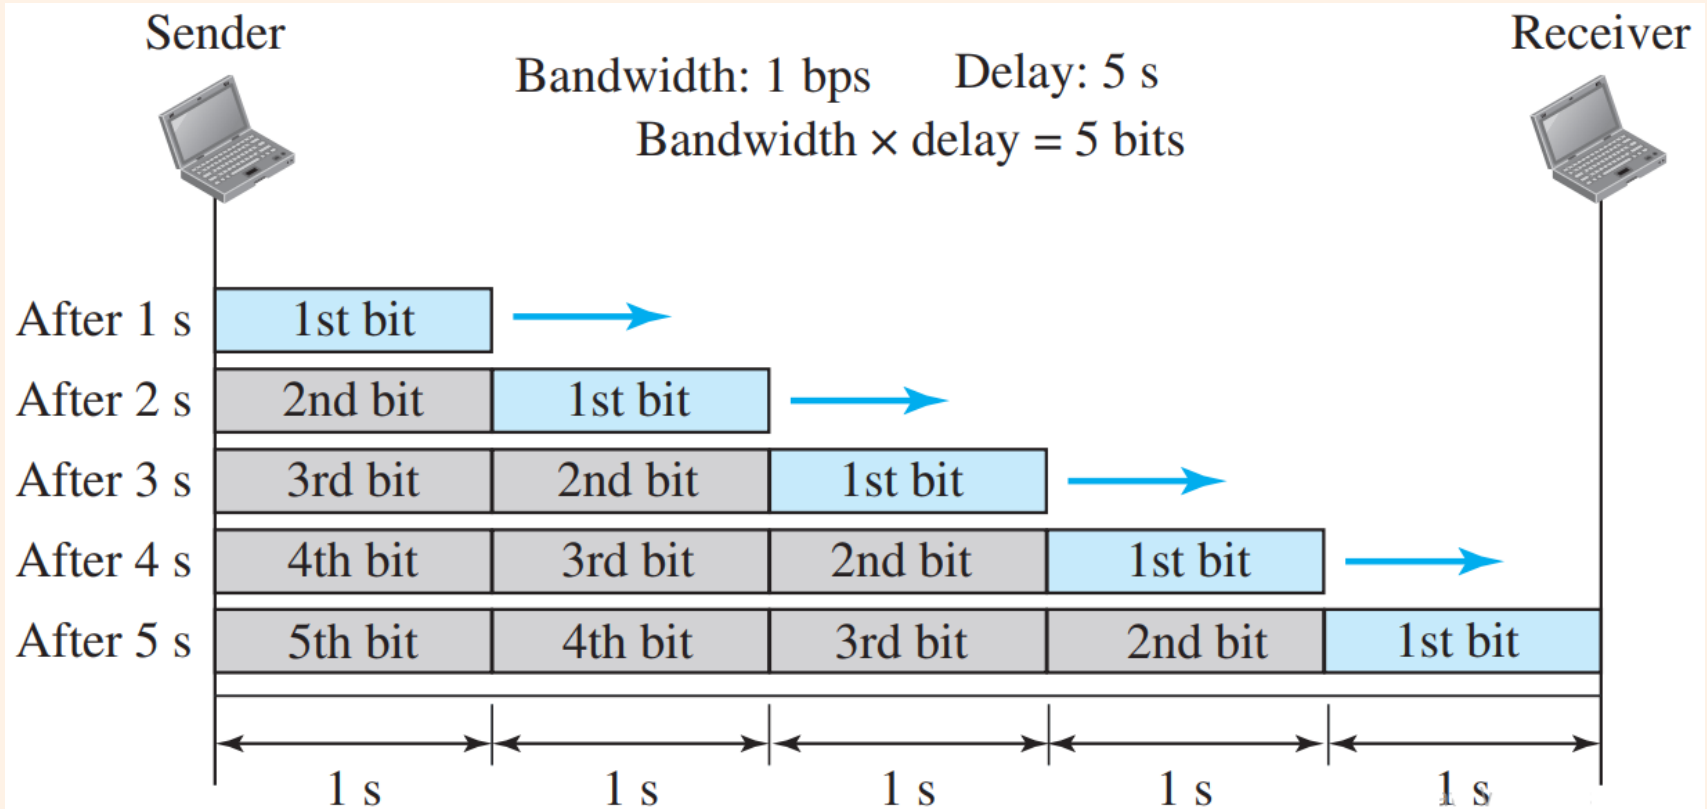 Sender Receiver
Bandwidth: 1 bps Delay: 5 s
Bandwidth × delay = 5 bits
After 1 s 1st bit
After 2 s 2nd bit 1st bit
After 3 s 3rd bit 2nd bit 1st bit
After 4 s 4th bit 3rd bit 2nd bit 1st bit
After 5 s 5th bit 4th bit 3rd bit 2nd bit 1st bit
1 s 1 s 1 s 1 s 1 s